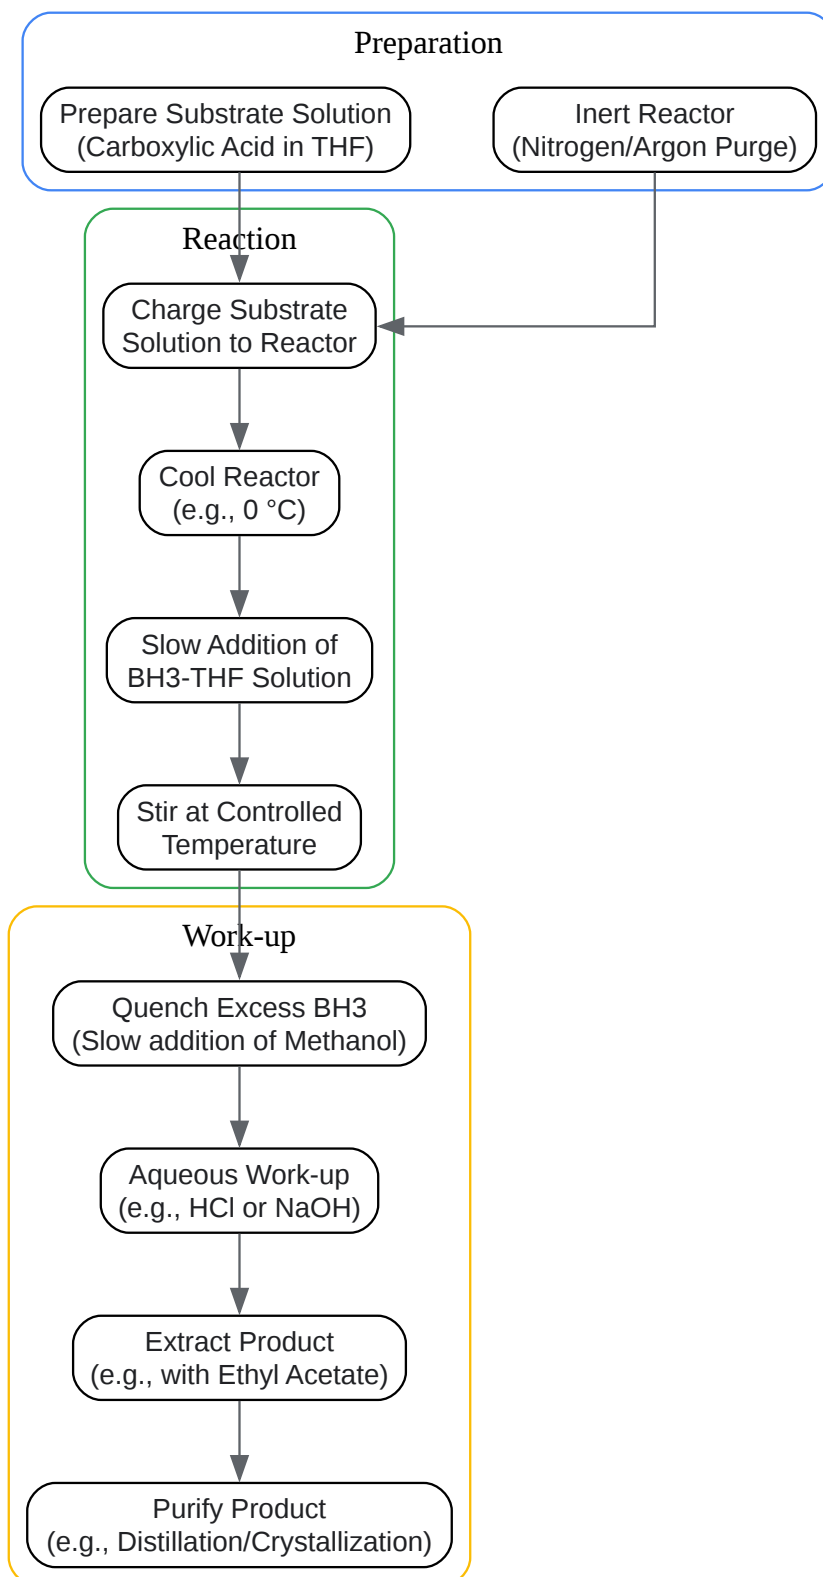 Preparation
Prepare Substrate Solution
(Carboxylic Acid in THF)
Inert Reactor
(Nitrogen/Argon Purge)
Reaction
Charge Substrate
Solution to Reactor
Cool Reactor
(e.g., 0 °C)
Slow Addition of
BH3-THF Solution
Stir at Controlled
Temperature
Work-up
Quench Excess BH3
(Slow addition of Methanol)
Aqueous Work-up
(e.g., HCl or NaOH)
Extract Product
(e.g., with Ethyl Acetate)
Purify Product
(e.g., Distillation/Crystallization)